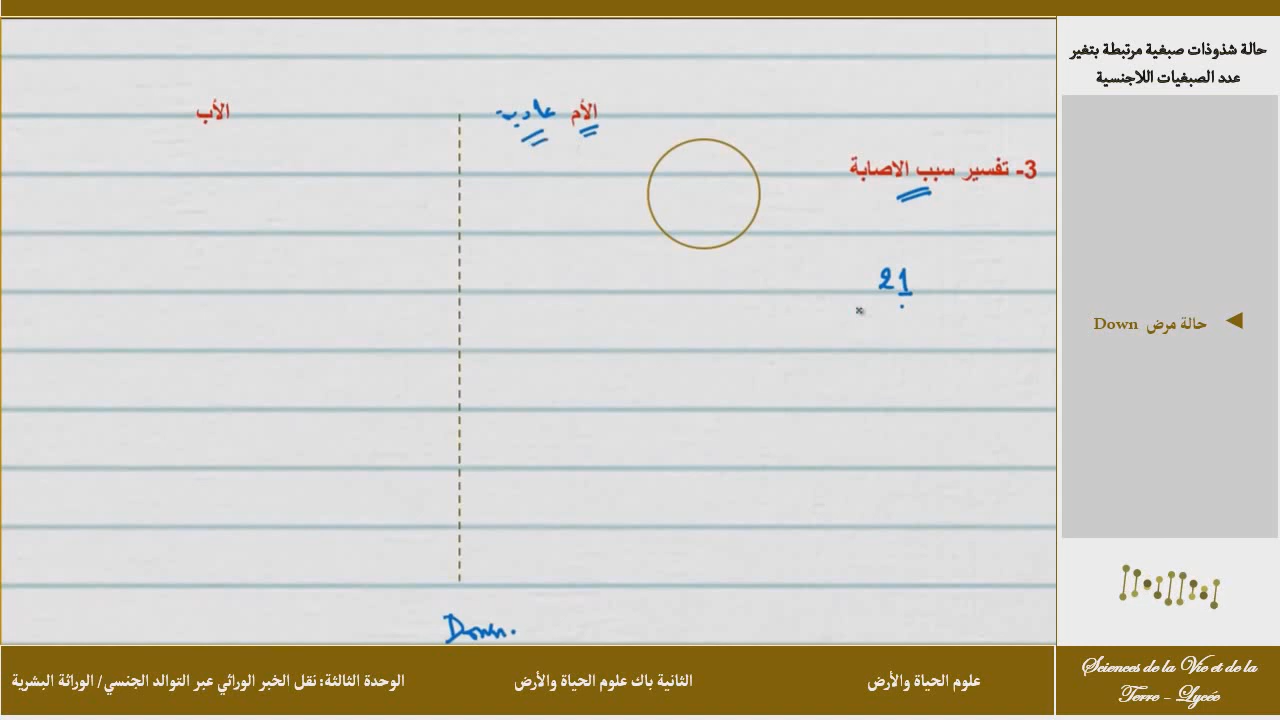 حالة شذوذات صبغية مرتبطة بتغير
عدد الصبغيات اللاجنسية
◄ حالة مرض Down
الأم عادية
الأب
3- تفسير سبب الاصابة
21
Down.
Sciences de la Vie et de la
Terre – Lycée
علوم الحياة والأرض
الثانية باك علوم الحياة والأرض
الوحدة الثالثة: نقل الخبر الوراثي عبر التوالد الجنسي/ الوراثة البشرية